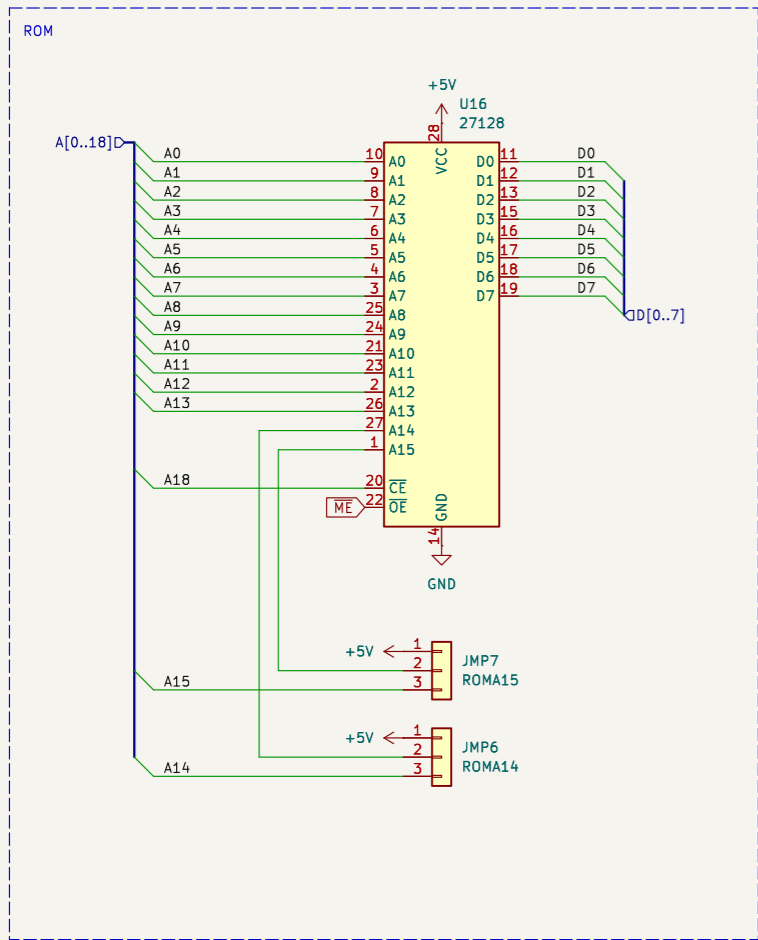 ROM
+5V
U16
27128
A[0..18]
28
VCC
A0 10 A0 D0 11 D0
A1 9 A1 D1 12 D1
A2 8 A2 D2 13 D2
A3 7 A3 D3 15 D3
A4 6 A4 D4 16 D4
A5 5 A5 D5 17 D5
A6 4 A6 D6 18 D6
A7 3 A7 D7 19 D7
A8 25 A8 D[0..7]
A9 24 A9
A10 21 A10
A11 23 A11
A12 2 A12
A13 26 A13
27 A14
1 A15
A18 20 CE
ME 22 OE
GND
14
GND
+5V 1
JMP7
2
ROMA15
A15 3
+5V 1
JMP6
2
ROMA14
A14 3